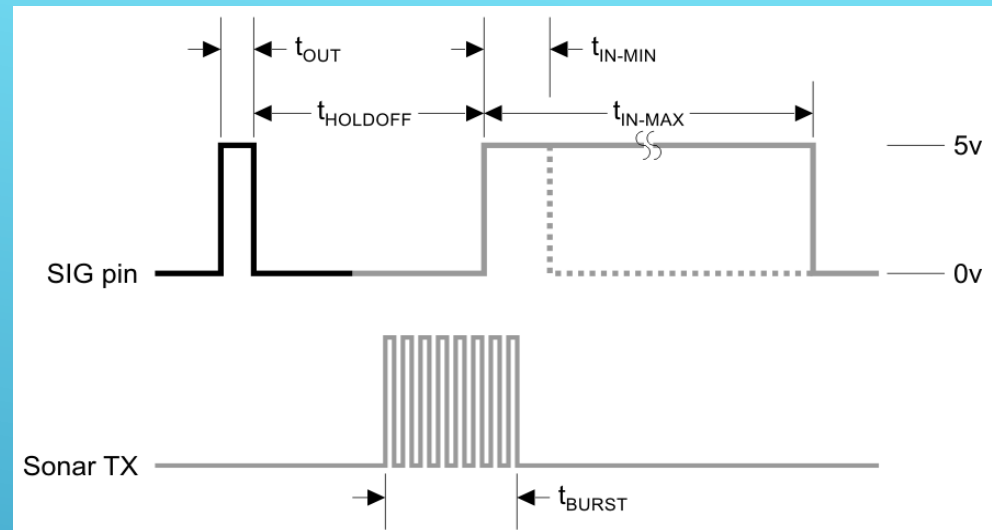 tOUT
tIN-MIN
tHOLDOFF
tIN-MAX
5v
SIG pin
0v
Sonar TX
tBURST